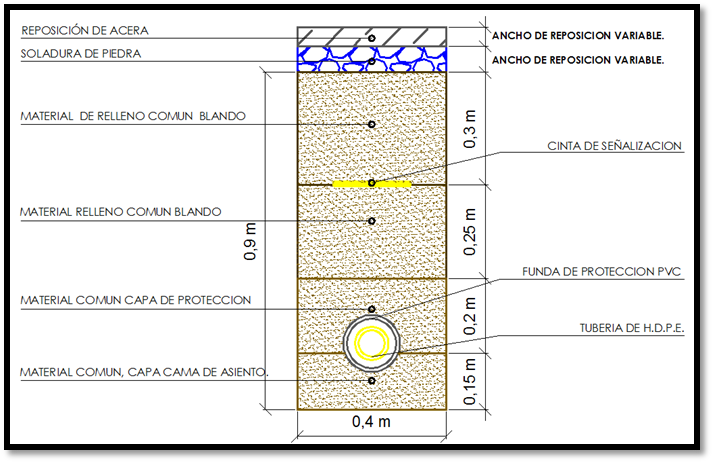 REPOSICIÓN DE ACERA
ANCHO DE REPOSICION VARIABLE.
SOLADURA DE PIEDRA
ANCHO DE REPOSICION VARIABLE.
MATERIAL DE RELLENO COMUN BLANDO
0,3 m
CINTA DE SEÑALIZACION
MATERIAL RELLENO COMUN BLANDO
0,9 m
0,25 m
FUNDA DE PROTECCION PVC
MATERIAL COMUN CAPA DE PROTECCION
0,2 m
TUBERIA DE H.D.P.E.
MATERIAL COMUN, CAPA CAMA DE ASIENTO.
0,15 m
0,4 m